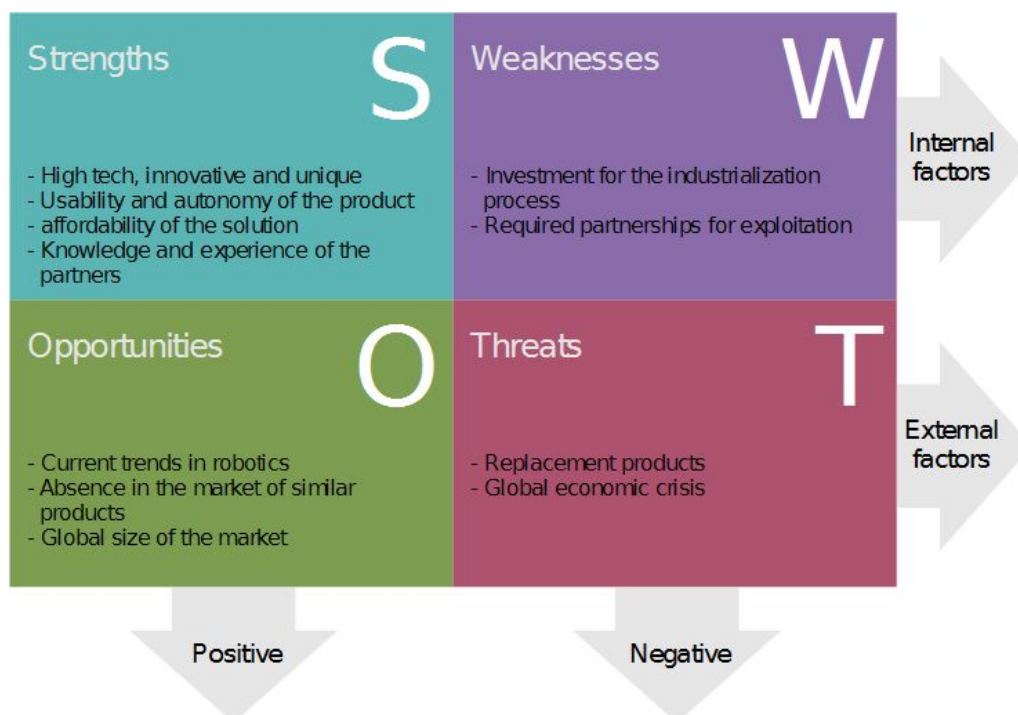 Strengths
S
- High tech, innovative and unique
- Usability and autonomy of the product
- affordability of the solution
- Knowledge and experience of the
partners
Weaknesses
W
- Investment for the industrialization
process
- Required partnerships for exploitation
Internal
factors
Opportunities
O
- Current trends in robotics
- Absence in the market of similar
products
- Global size of the market
Threats
T
- Replacement products
- Global economic crisis
External
factors
Positive
Negative